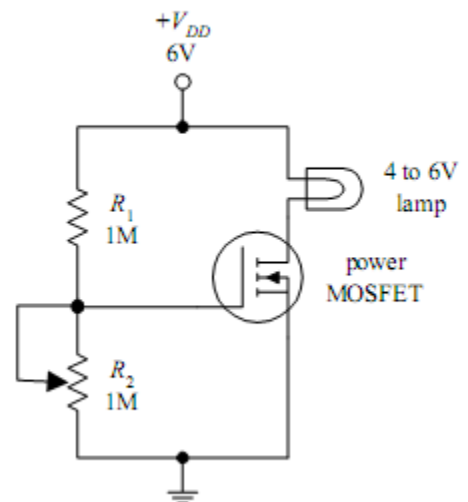 +V_DD
6V
R_1
1M
4 to 6V
lamp
power
MOSFET
R_2
1M